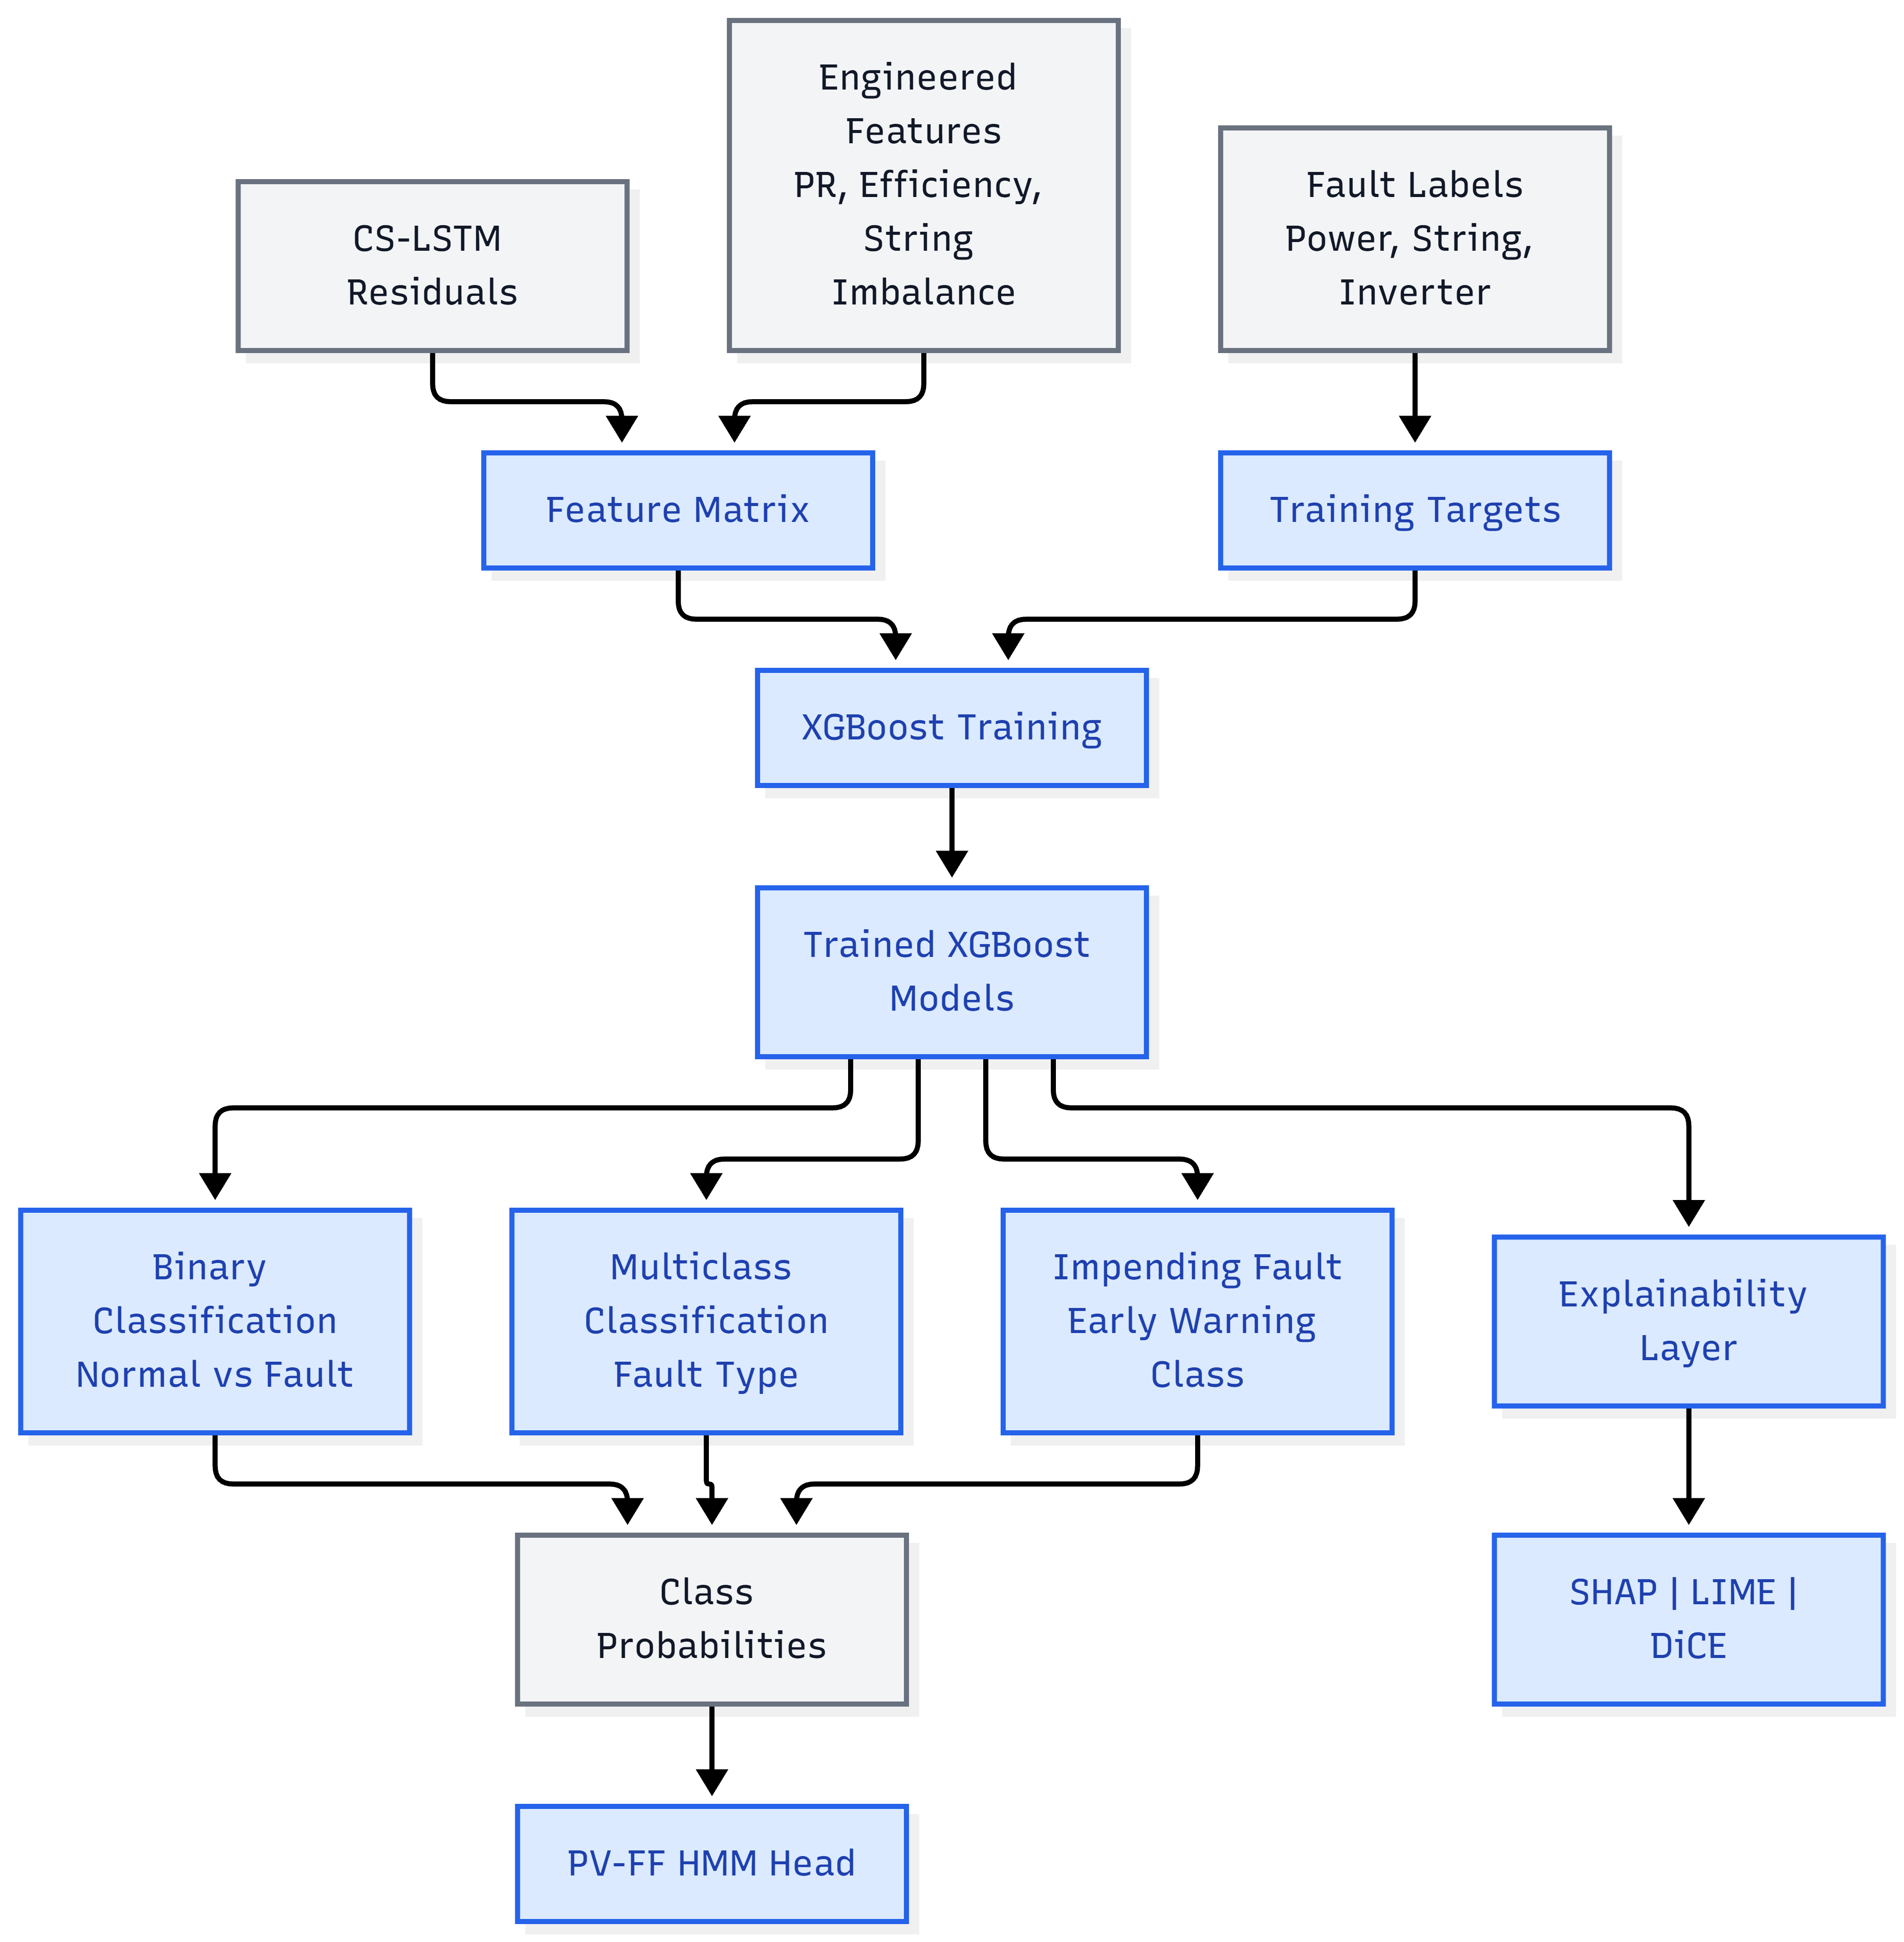 Engineered
Features
PR, Efficiency,
String
Imbalance
CS-LSTM
Residuals
Fault Labels
Power, String,
Inverter
Feature Matrix
Training Targets
XGBoost Training
Trained XGBoost
Models
Binary
Classification
Normal vs Fault
Multiclass
Classification
Fault Type
Impending Fault
Early Warning
Class
Explainability
Layer
Class
Probabilities
SHAP | LIME |
DiCE
PV-FF HMM Head